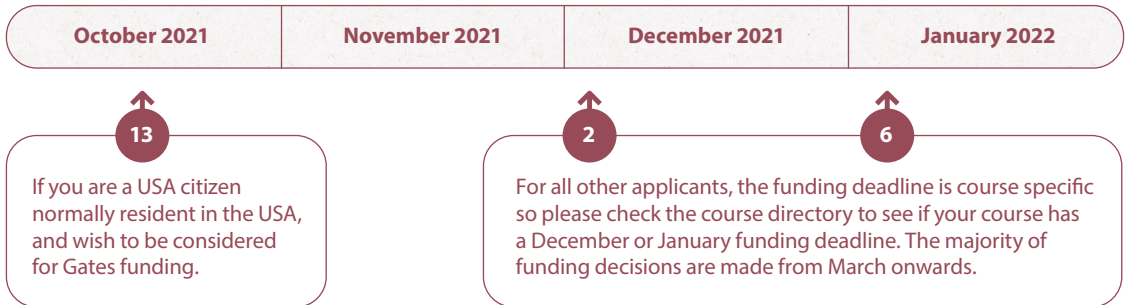 October 2021
November 2021
December 2021
January 2022
13
2
6
If you are a USA citizen
normally resident in the USA,
and wish to be considered
for Gates funding.
For all other applicants, the funding deadline is course specific
so please check the course directory to see if your course has
a December or January funding deadline. The majority of
funding decisions are made from March onwards.